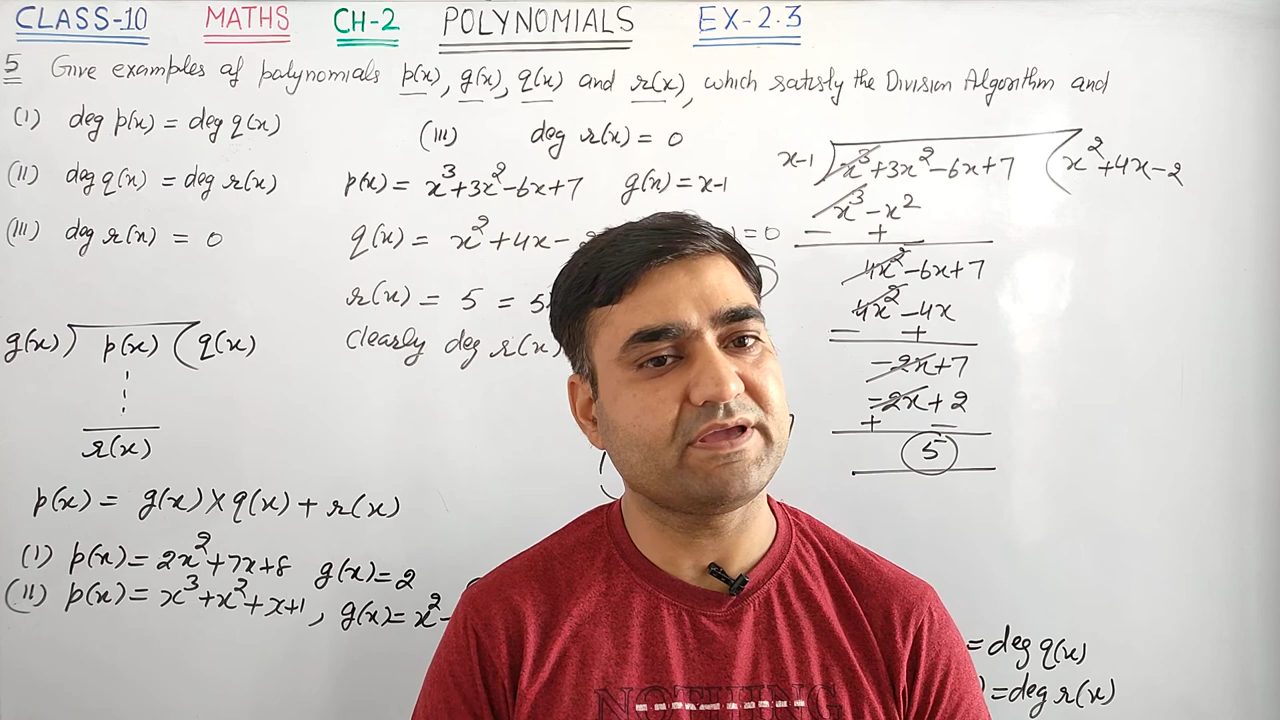 CLASS-10 MATHS CH-2 POLYNOMIALS EX-2.3
5 Give examples of polynomials p(x), g(x), q(x) and r(x), which satisfy the Division Algorithm and
(i) deg p(x) = deg q(x)
(ii) deg q(x) = deg r(x)
(iii) deg r(x) = 0
g(x) ) p(x) ( q(x)
r(x)
p(x) = g(x) × q(x) + r(x)
(i) p(x) = 2x²+7x+8 g(x) = 2
(ii) p(x) = x³+x²+x+1, g(x) = x²-
(iii) deg r(x) = 0
p(x) = x³+3x²-6x+7 g(x) = x-1
q(x) = x²+4x-
r(x) = 5 = 5
Clearly deg r(x)
= 0
x-1 ) x³+3x²-6x+7 ( x²+4x-2
x³-x²
- +
4x²-6x+7
4x²-4x
- +
-2x+7
-2x+2
+ -
5
= deg q(x)
) = deg r(x)
NOTHING